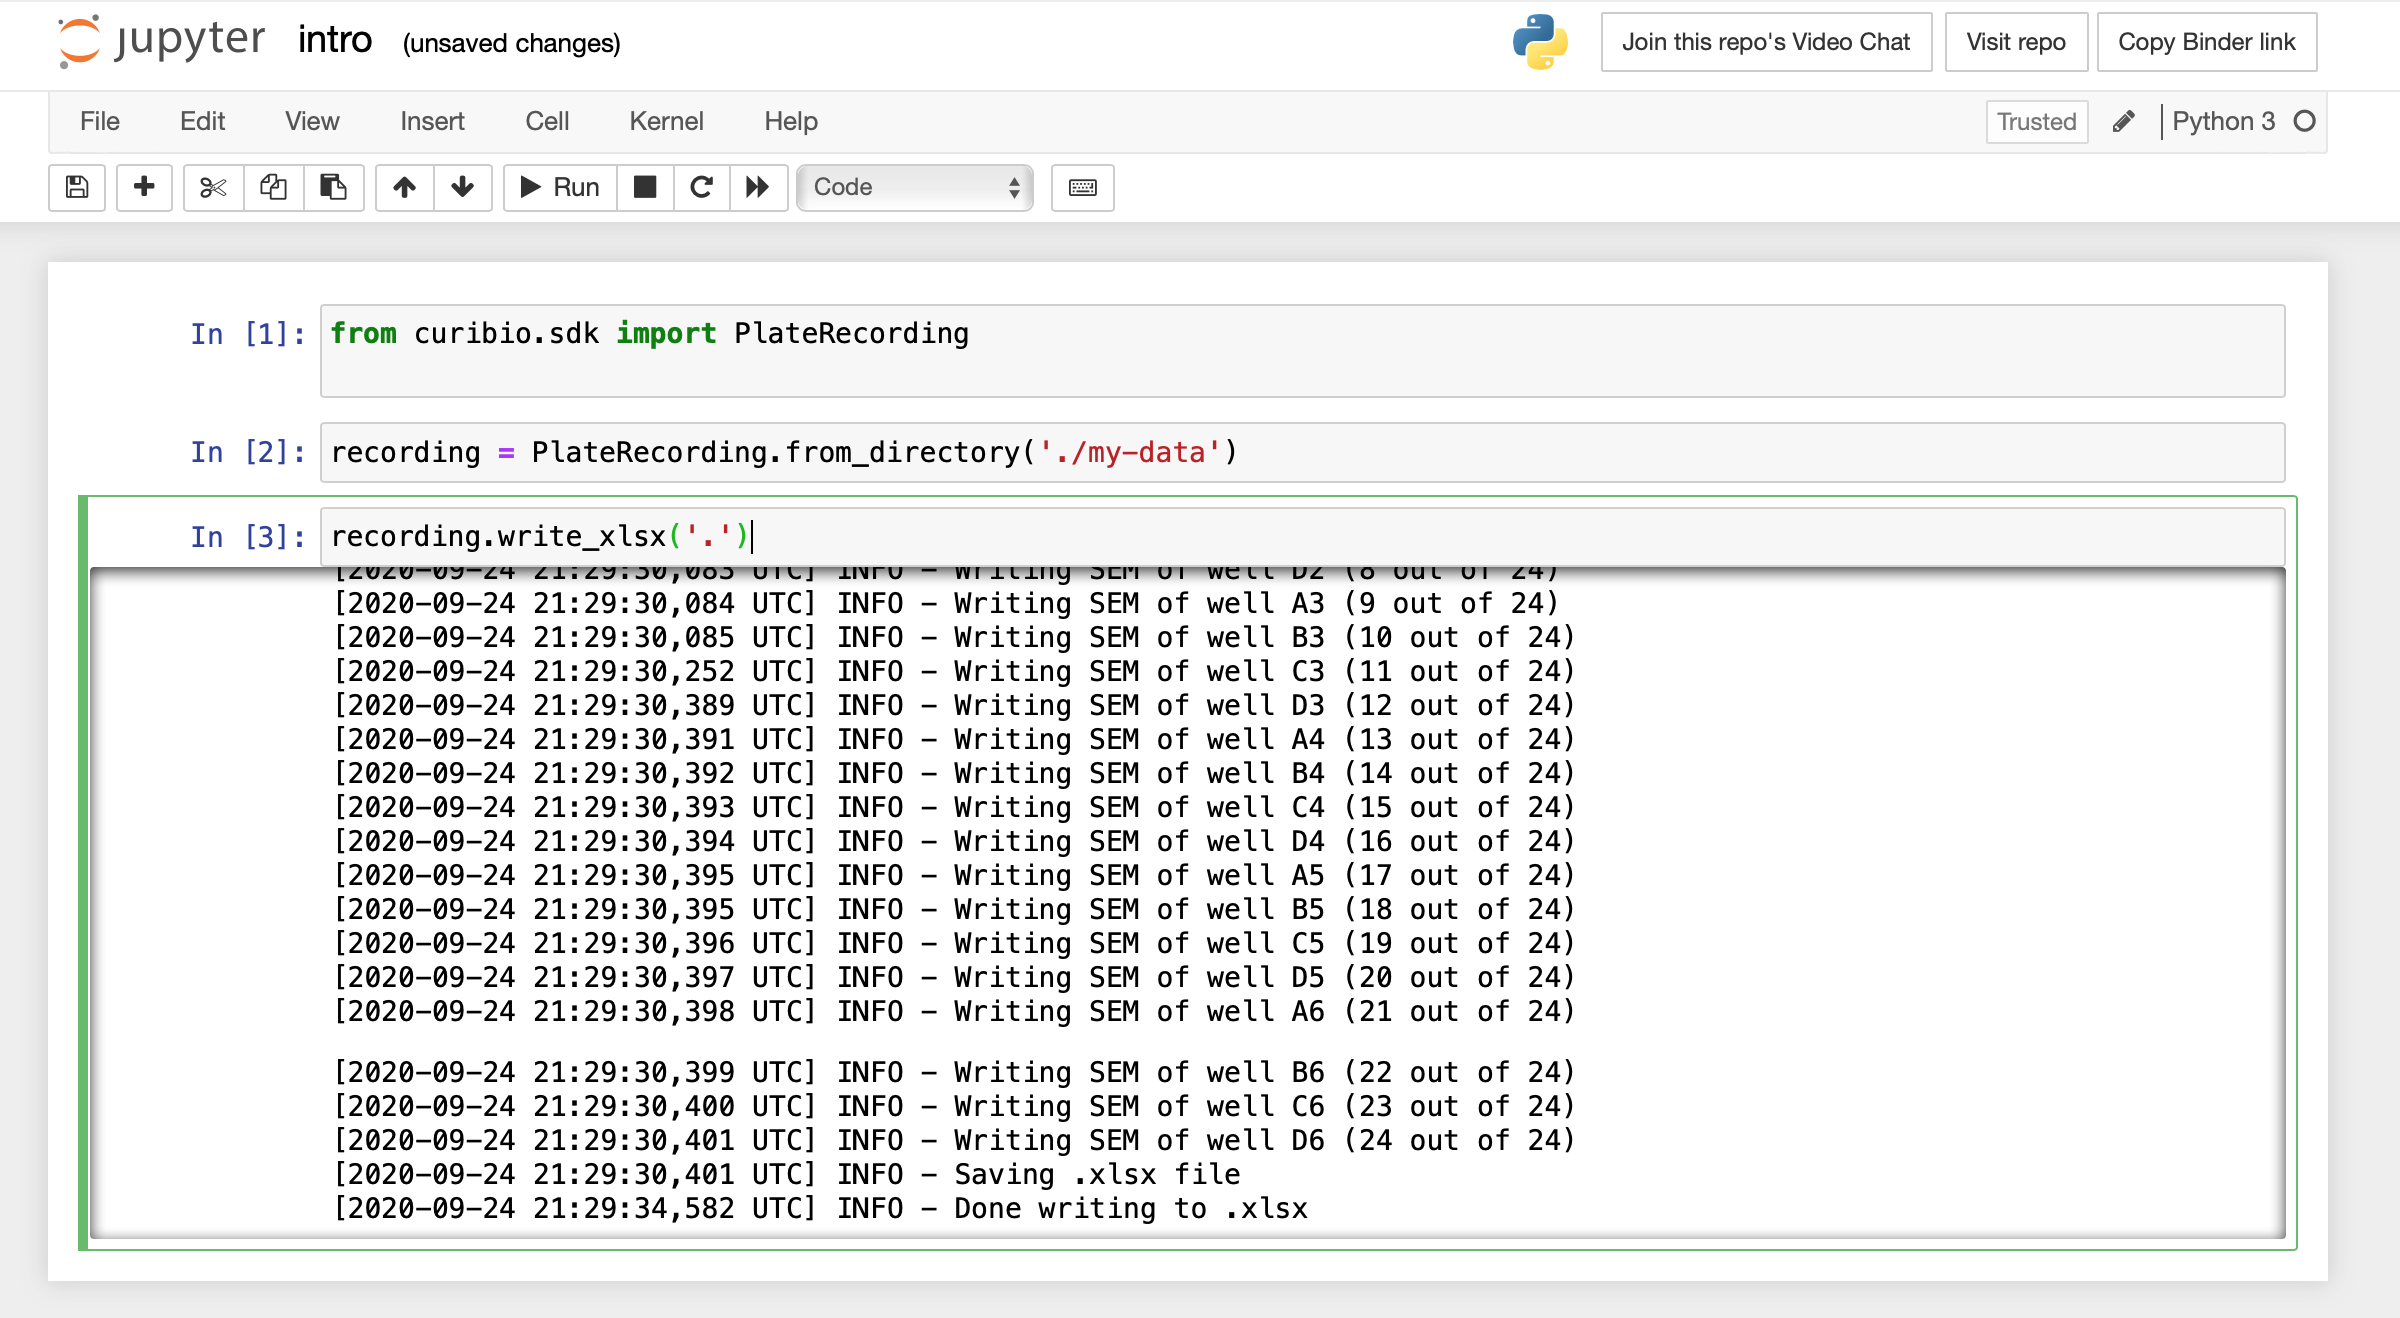 jupyter intro (unsaved changes) Join this repo's Video Chat Visit repo Copy Binder link
File Edit View Insert Cell Kernel Help Trusted Python 3
Run Code
In [1]: from curibio.sdk import PlateRecording
In [2]: recording = PlateRecording.from_directory('./my-data')
In [3]: recording.write_xlsx('.')
[2020-09-24 21:29:30,083 UTC] INFO - Writing SEM of well D2 (8 out of 24)
[2020-09-24 21:29:30,084 UTC] INFO - Writing SEM of well A3 (9 out of 24)
[2020-09-24 21:29:30,085 UTC] INFO - Writing SEM of well B3 (10 out of 24)
[2020-09-24 21:29:30,252 UTC] INFO - Writing SEM of well C3 (11 out of 24)
[2020-09-24 21:29:30,389 UTC] INFO - Writing SEM of well D3 (12 out of 24)
[2020-09-24 21:29:30,391 UTC] INFO - Writing SEM of well A4 (13 out of 24)
[2020-09-24 21:29:30,392 UTC] INFO - Writing SEM of well B4 (14 out of 24)
[2020-09-24 21:29:30,393 UTC] INFO - Writing SEM of well C4 (15 out of 24)
[2020-09-24 21:29:30,394 UTC] INFO - Writing SEM of well D4 (16 out of 24)
[2020-09-24 21:29:30,395 UTC] INFO - Writing SEM of well A5 (17 out of 24)
[2020-09-24 21:29:30,395 UTC] INFO - Writing SEM of well B5 (18 out of 24)
[2020-09-24 21:29:30,396 UTC] INFO - Writing SEM of well C5 (19 out of 24)
[2020-09-24 21:29:30,397 UTC] INFO - Writing SEM of well D5 (20 out of 24)
[2020-09-24 21:29:30,398 UTC] INFO - Writing SEM of well A6 (21 out of 24)
[2020-09-24 21:29:30,399 UTC] INFO - Writing SEM of well B6 (22 out of 24)
[2020-09-24 21:29:30,400 UTC] INFO - Writing SEM of well C6 (23 out of 24)
[2020-09-24 21:29:30,401 UTC] INFO - Writing SEM of well D6 (24 out of 24)
[2020-09-24 21:29:30,401 UTC] INFO - Saving .xlsx file
[2020-09-24 21:29:34,582 UTC] INFO - Done writing to .xlsx